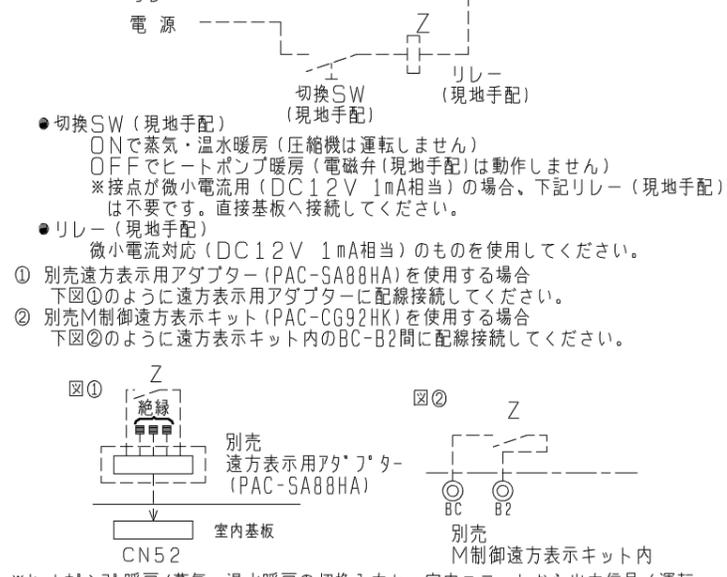 電 源
Z
切換SW
(現地手配)
リレー
(現地手配)
●切換SW(現地手配)
ONで蒸気・温水暖房(圧縮機は運転しません)
OFFでヒートポンプ暖房(電磁弁(現地手配)は動作しません)
※接点が微小電流用(DC12V 1mA相当)の場合、下記リレー(現地手配)
は不要です。直接基板へ接続してください。
●リレー(現地手配)
微小電流対応(DC12V 1mA相当)のものを使用してください。
① 別売遠方表示用アダプター(PAC-SA88HA)を使用する場合
下図①のように遠方表示用アダプターに配線接続してください。
② 別売M制御遠方表示キット(PAC-CG92HK)を使用する場合
下図②のように遠方表示キット内のBC-B2間に配線接続してください。
図①
Z
絶縁
別売
遠方表示用アダプター
(PAC-SA88HA)
室内基板
CN52
図②
Z
BC B2
別売
M制御遠方表示キット内